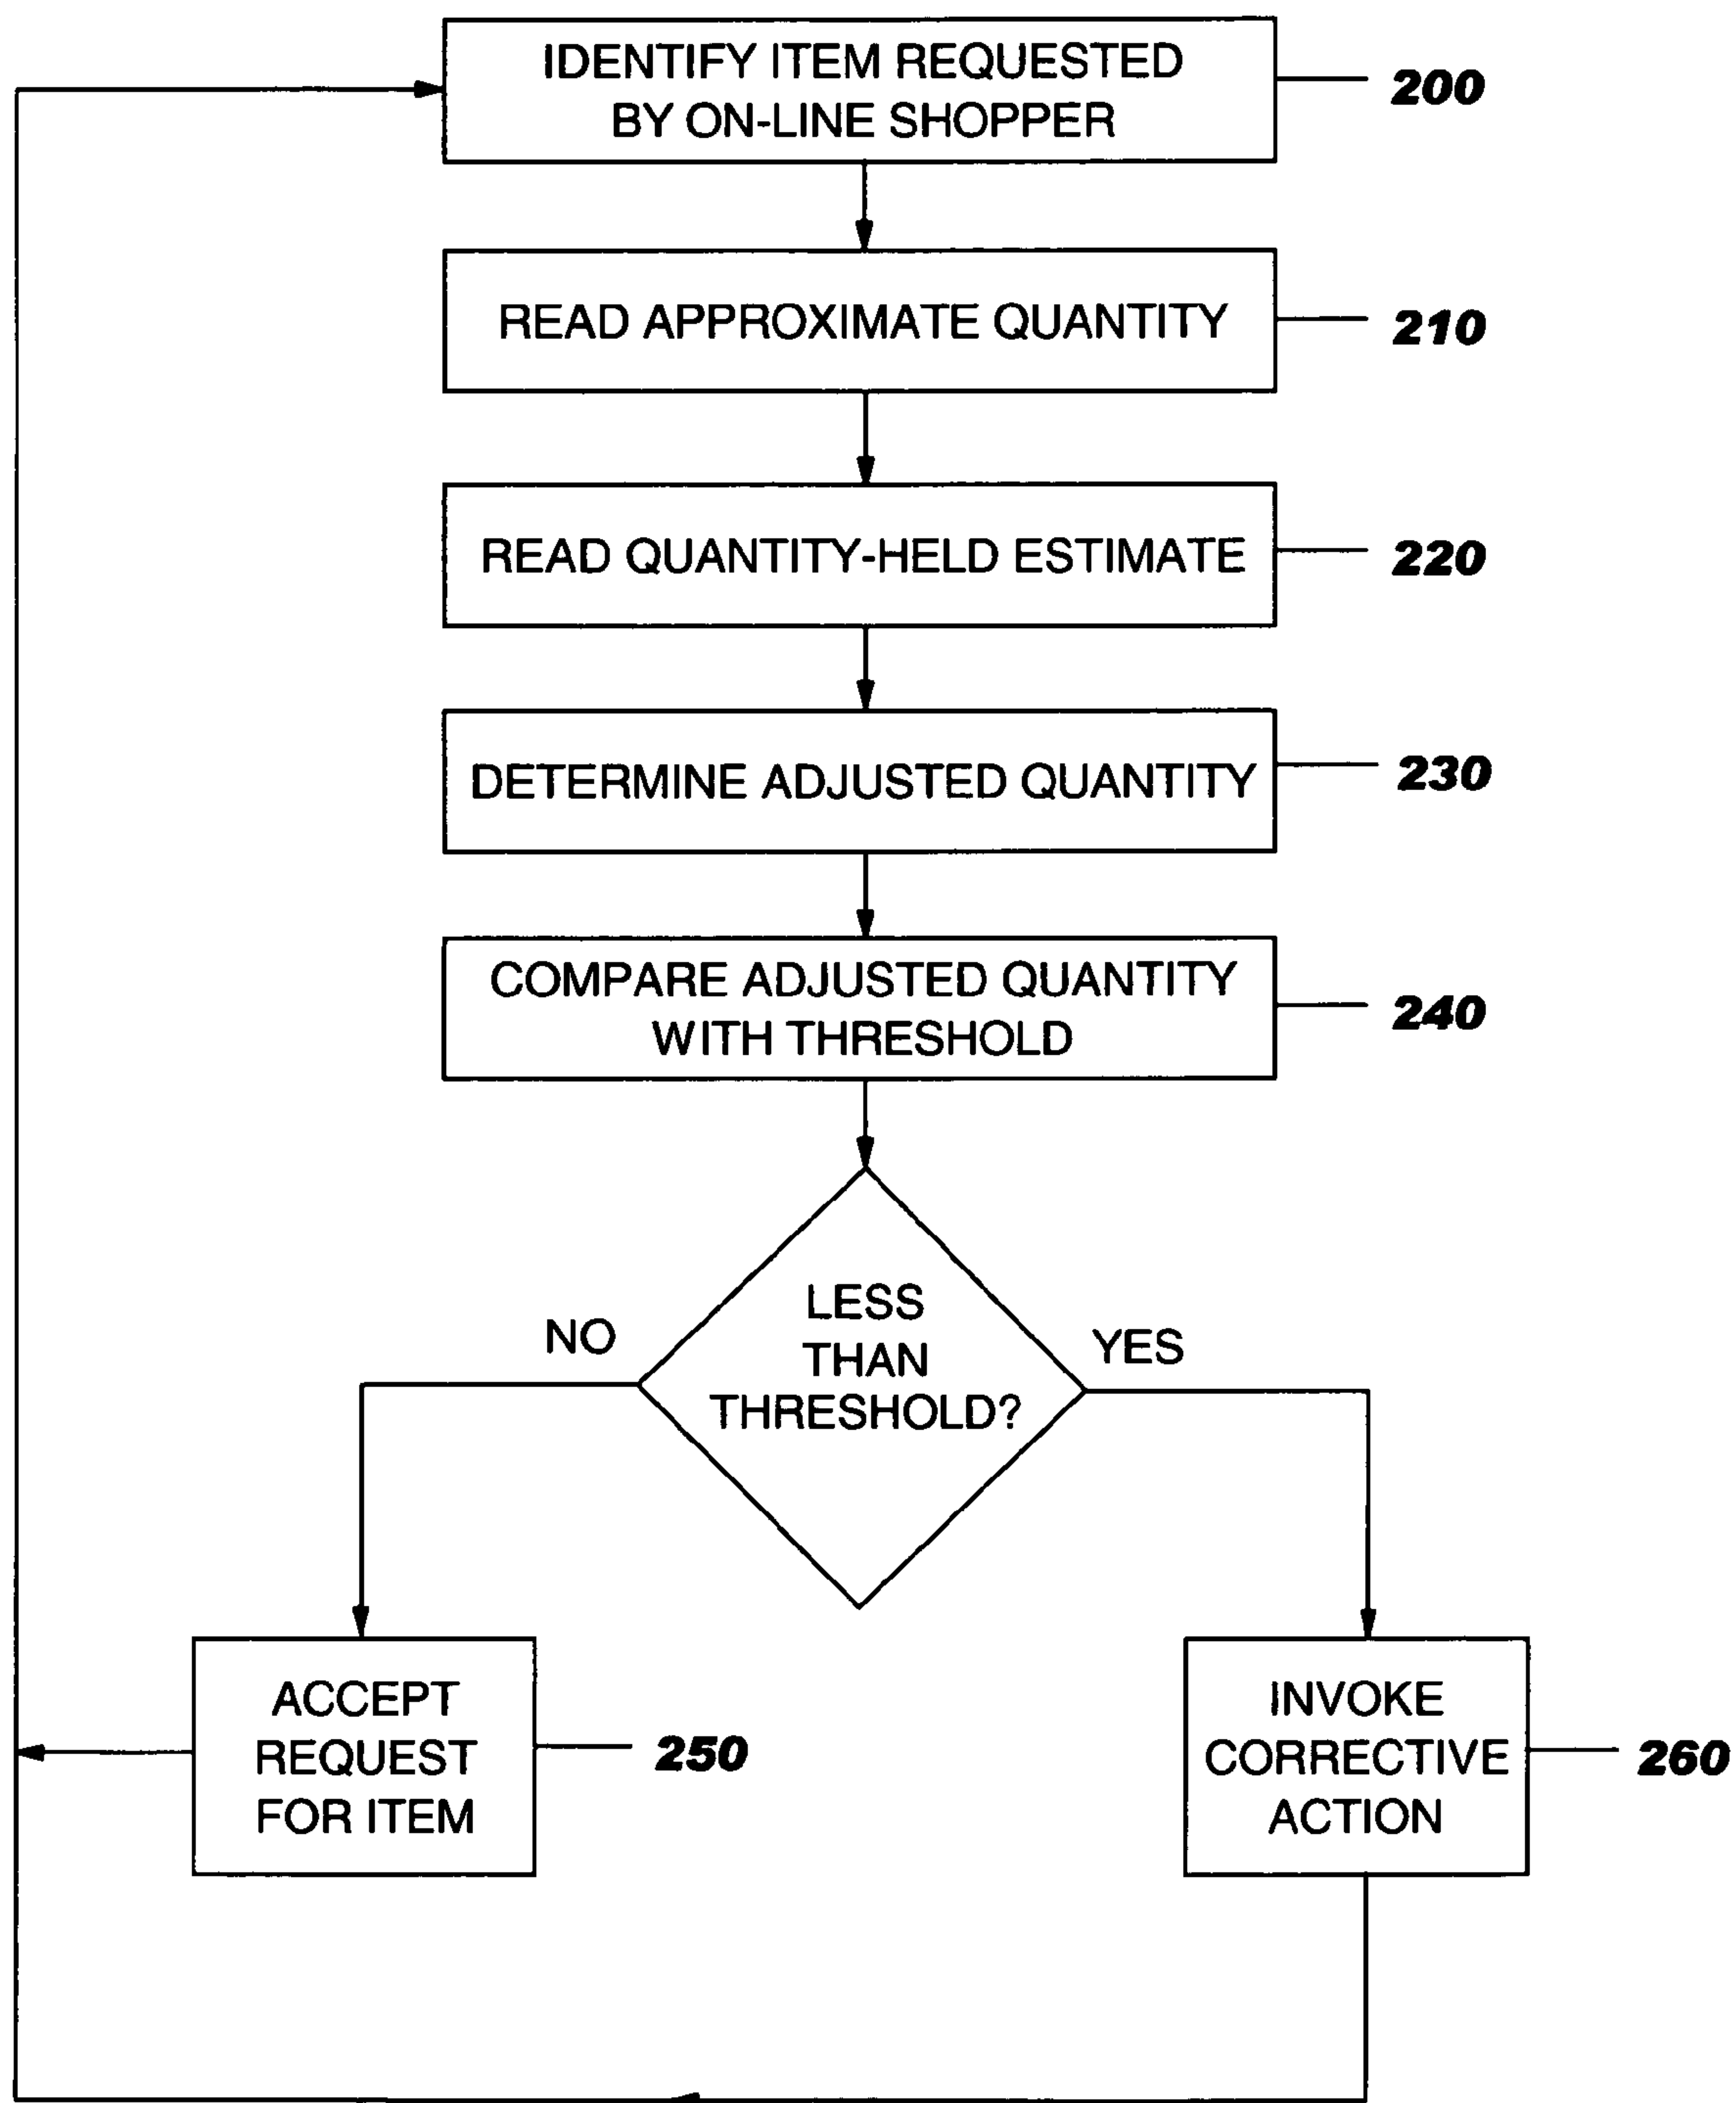 IDENTIFY ITEM REQUESTED
BY ON-LINE SHOPPER
200
READ APPROXIMATE QUANTITY
210
READ QUANTITY-HELD ESTIMATE
220
DETERMINE ADJUSTED QUANTITY
230
COMPARE ADJUSTED QUANTITY
WITH THRESHOLD
240
LESS
THAN
THRESHOLD?
NO
YES
ACCEPT
REQUEST
FOR ITEM
250
INVOKE
CORRECTIVE
ACTION
260